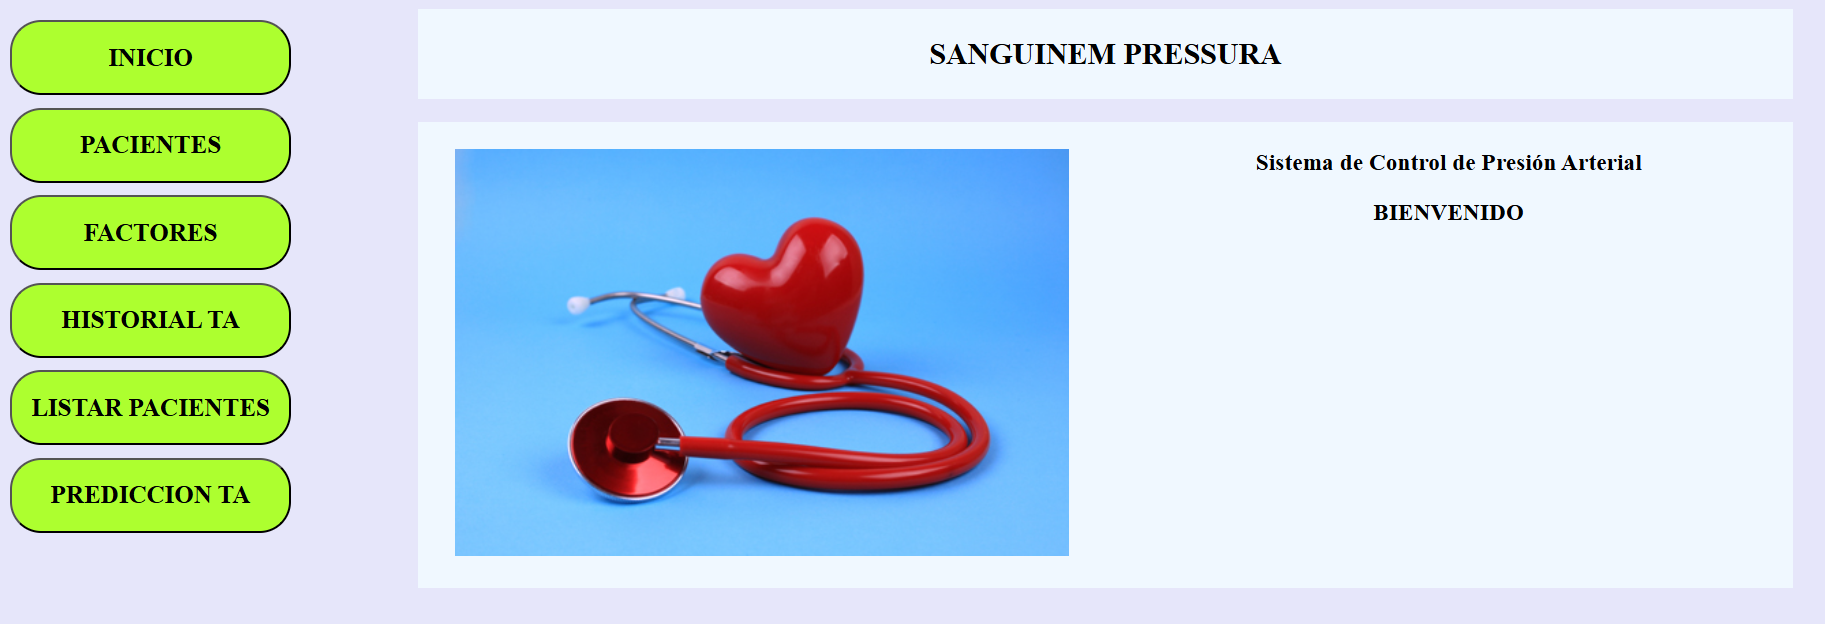 INICIO
PACIENTES
FACTORES
HISTORIAL TA
LISTAR PACIENTES
PREDICCION TA
SANGUINEM PRESSURA
Sistema de Control de Presión Arterial
BIENVENIDO